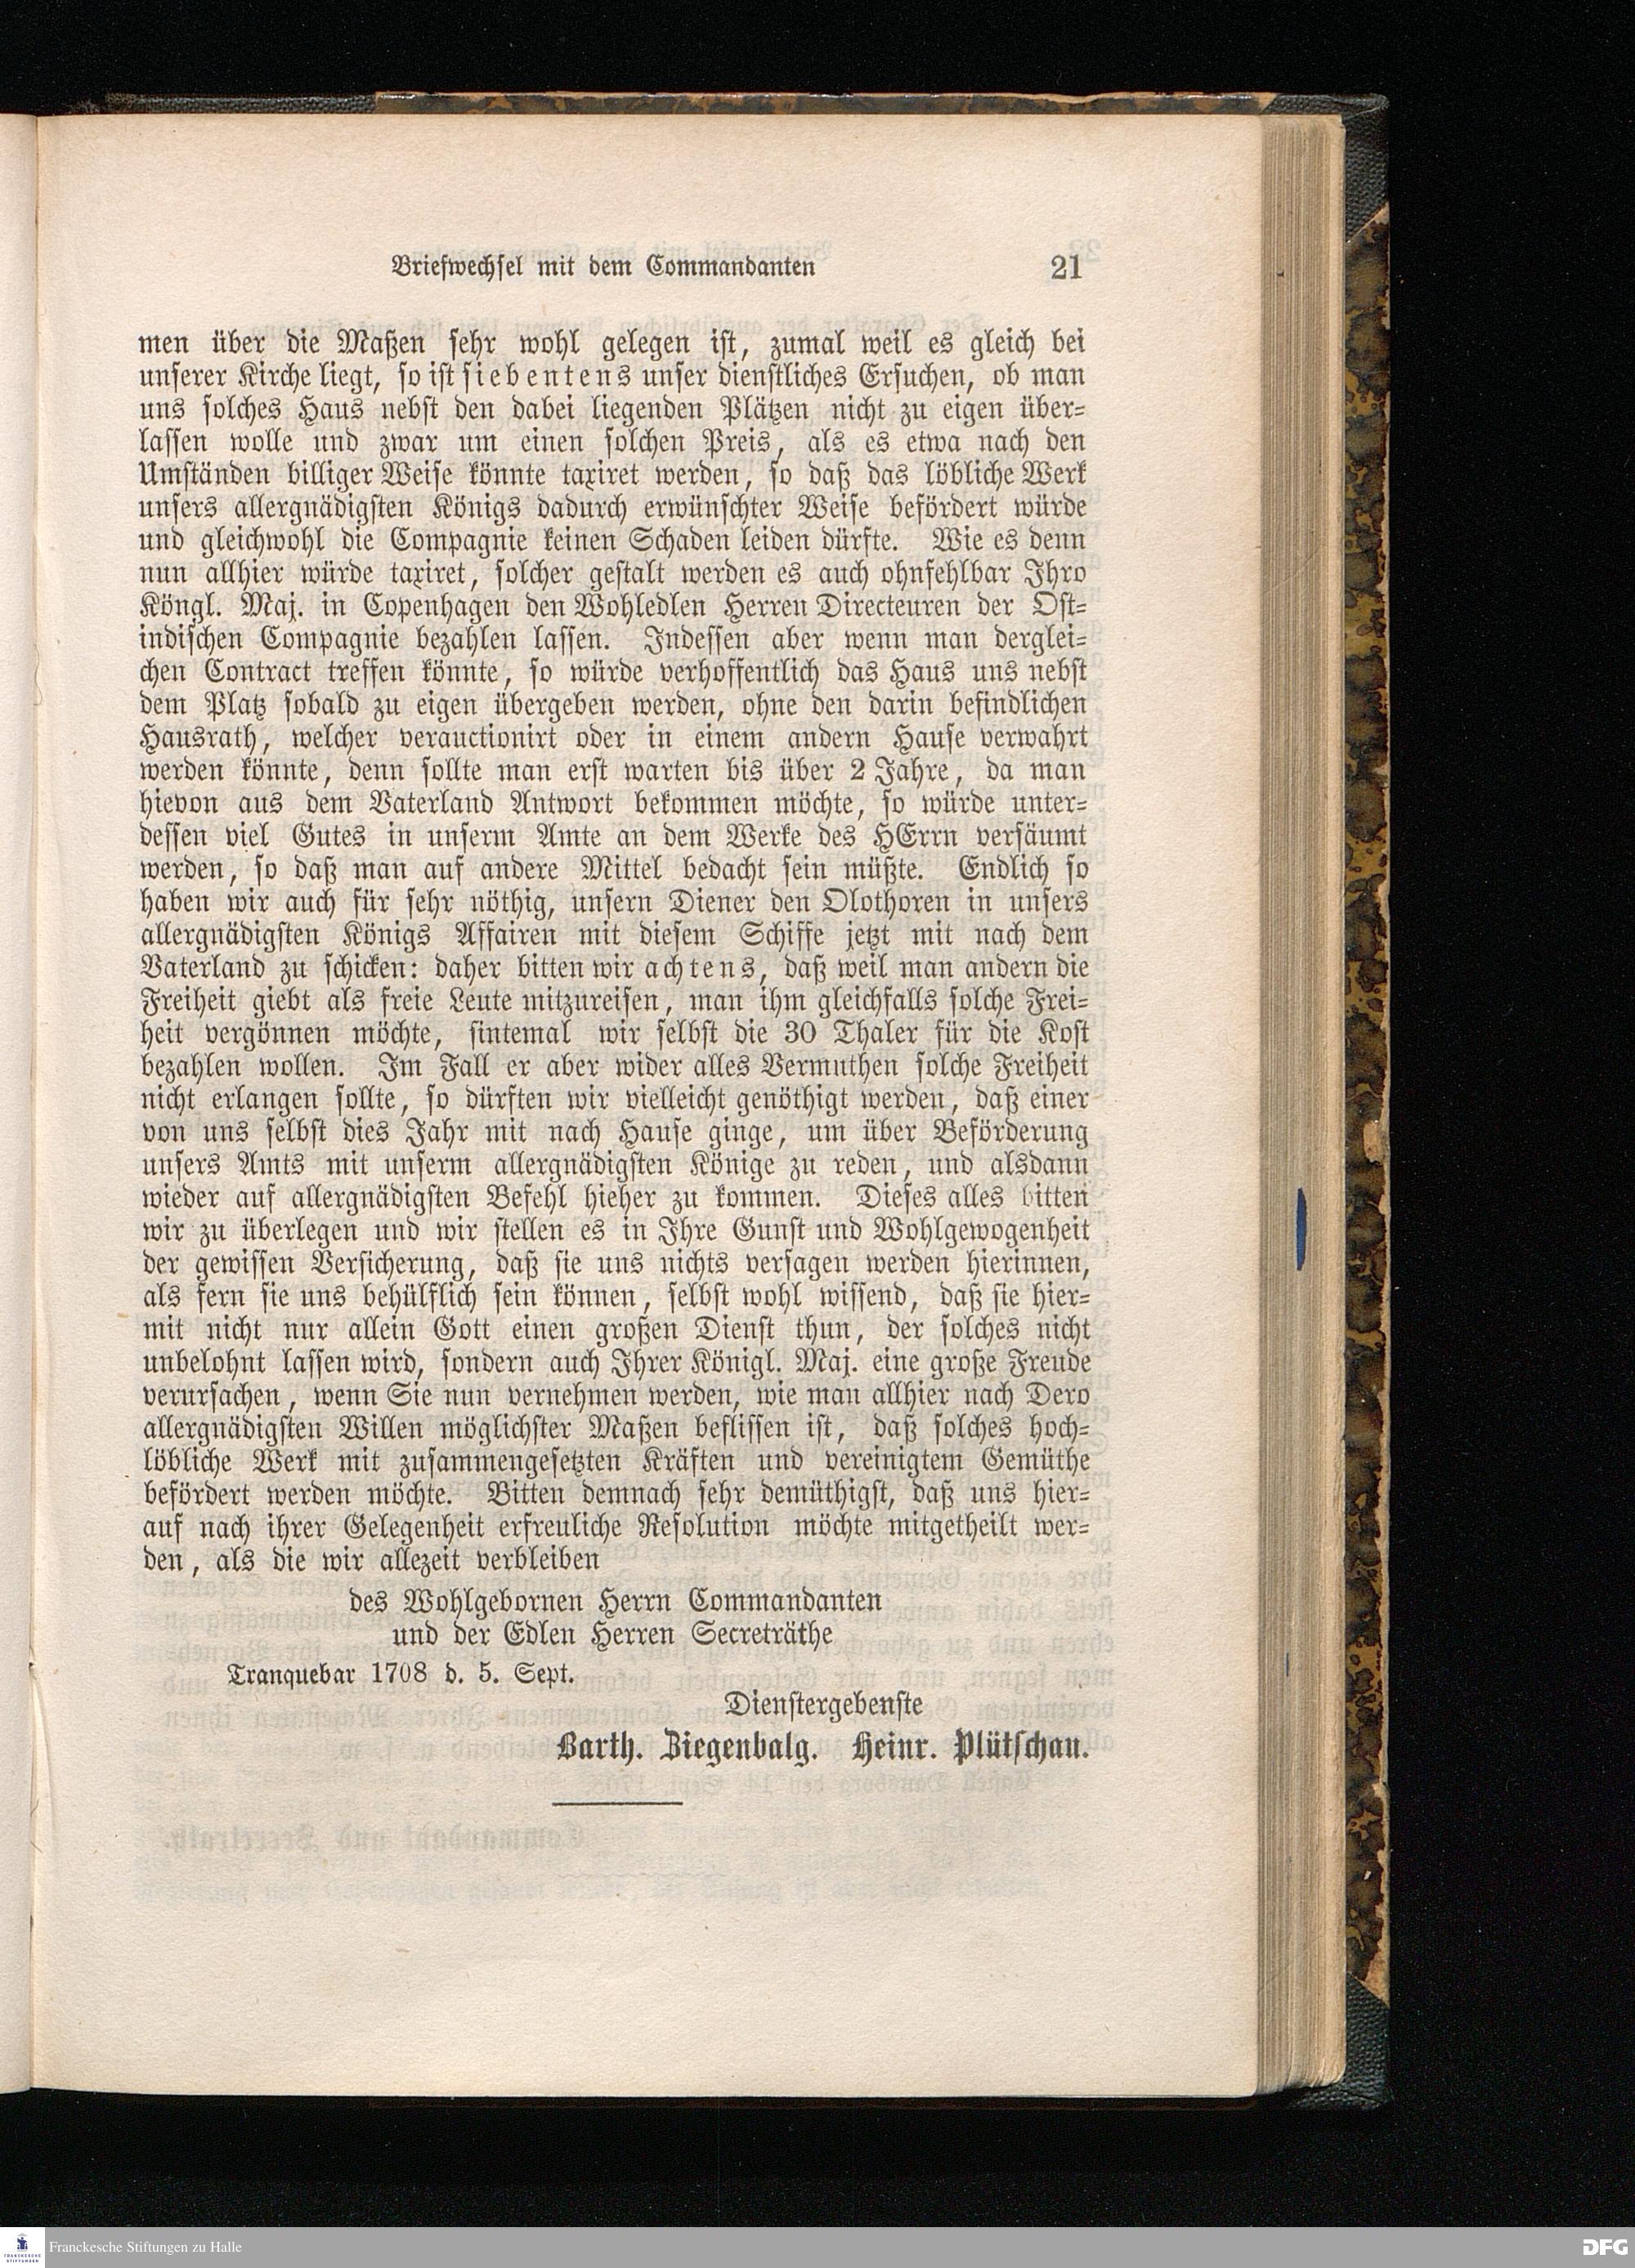 Briefwechsel mit dem Commandanten 21
men über die Maßen sehr wohl gelegen ist, zumal weil es gleich bei
unserer Kirche liegt, so ist siebentens unser dienstliches Ersuchen, ob man
uns solches Haus nebst den dabei liegenden Plätzen nicht zu eigen über-
lassen wolle und zwar um einen solchen Preis, als es etwa nach den
Umständen billiger Weise könnte taxiret werden, so daß das löbliche Werk
unsers allergnädigsten Königs dadurch erwünschter Weise befördert würde
und gleichwohl die Compagnie keinen Schaden leiden dürfte. Wie es denn
nun allhier würde taxiret, solcher gestalt werden es auch ohnfehlbar Ihro
Köngl. Maj. in Copenhagen den Wohledlen Herren Directeuren der Ost-
indischen Compagnie bezahlen lassen. Indessen aber wenn man derglei-
chen Contract treffen könnte, so würde verhoffentlich das Haus uns nebst
dem Platz sobald zu eigen übergeben werden, ohne den darin befindlichen
Hausrath, welcher verauctionirt oder in einem andern Hause verwahrt
werden könnte, denn sollte man erst warten bis über 2 Jahre, da man
hievon aus dem Vaterland Antwort bekommen möchte, so würde unter-
dessen viel Gutes in unserm Amte an dem Werke des HErrn versäumt
werden, so daß man auf andere Mittel bedacht sein müßte. Endlich so
haben wir auch für sehr nöthig, unsern Diener den Olothoren in unsers
allergnädigsten Königs Affairen mit diesem Schiffe jetzt mit nach dem
Vaterland zu schicken: daher bitten wir achtens, daß weil man andern die
Freiheit giebt als freie Leute mitzureisen, man ihm gleichfalls solche Frei-
heit vergönnen möchte, sintemal wir selbst die 30 Thaler für die Kost
bezahlen wollen. Im Fall er aber wider alles Vermuthen solche Freiheit
nicht erlangen sollte, so dürften wir vielleicht genöthigt werden, daß einer
von uns selbst dies Jahr mit nach Hause ginge, um über Beförderung
unsers Amts mit unserm allergnädigsten Könige zu reden, und alsdann
wieder auf allergnädigsten Befehl hieher zu kommen. Dieses alles bitten
wir zu überlegen und wir stellen es in Ihre Gunst und Wohlgewogenheit
der gewissen Versicherung, daß sie uns nichts versagen werden hierinnen,
als fern sie uns behülflich sein können, selbst wohl wissend, daß sie hier-
mit nicht nur allein Gott einen großen Dienst thun, der solches nicht
unbelohnt lassen wird, sondern auch Ihrer Königl. Maj. eine große Freude
verursachen, wenn Sie nun vernehmen werden, wie man allhier nach Dero
allergnädigsten Willen möglichster Maßen beflissen ist, daß solches hoch-
löbliche Werk mit zusammengesetzten Kräften und vereinigtem Gemüthe
befördert werden möchte. Bitten demnach sehr demüthigst, daß uns hier-
auf nach ihrer Gelegenheit erfreuliche Resolution möchte mitgetheilt wer-
den, als die wir allezeit verbleiben
des Wohlgebornen Herrn Commandanten
und der Edlen Herren Secreträthe
Tranquebar 1708 d. 5. Sept.
Dienstergebenste
Barth. Ziegenbalg. Heinr. Plütschau.
FRANCKESCHE STIFTUNGEN
Franckesche Stiftungen zu Halle
DFG